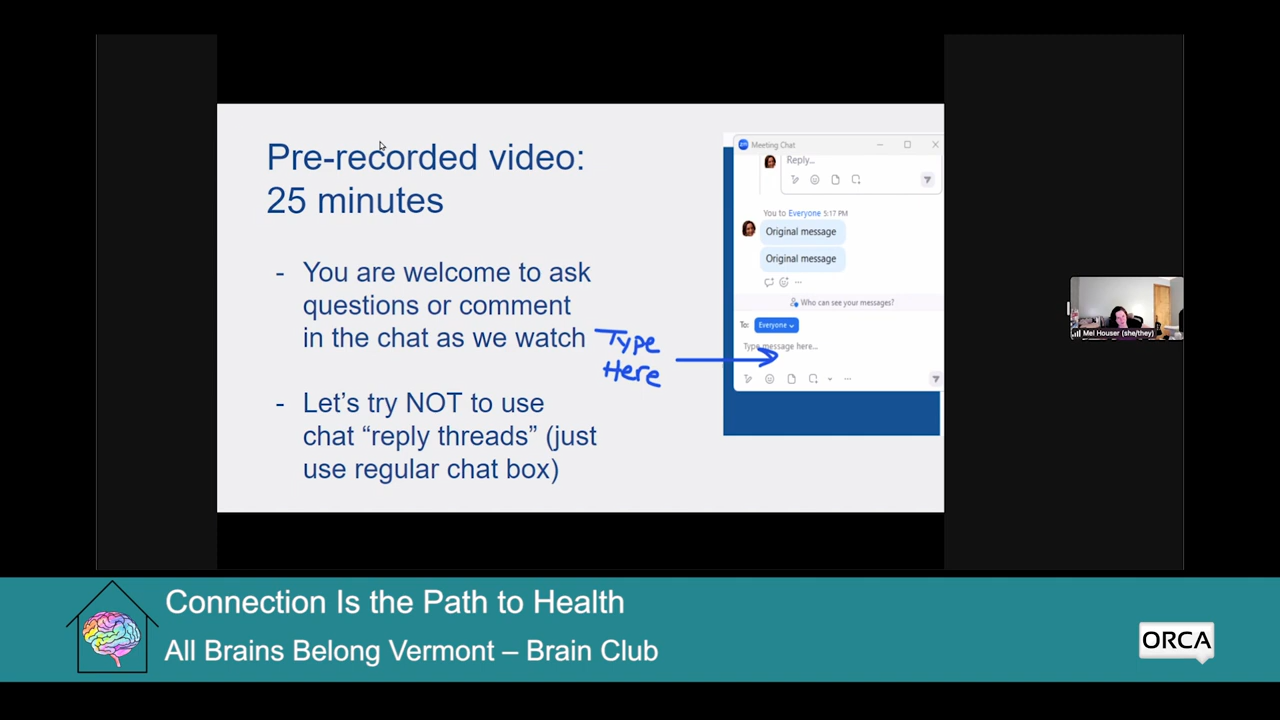 Pre-recorded video:
25 minutes
- You are welcome to ask
questions or comment
in the chat as we watch
- Let's try NOT to use
chat “reply threads” (just
use regular chat box)
Type
Here
Meeting Chat
Reply...
You to Everyone 5:17 PM
Original message
Original message
Who can see your messages?
To: Everyone
Type message here...
Mel Houser (she/they)
Connection Is the Path to Health
All Brains Belong Vermont – Brain Club
ORCA